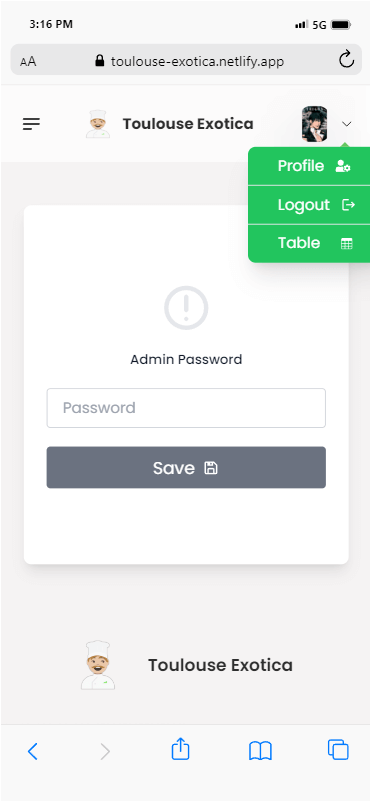 3:16 PM
5G
AA
toulouse-exotica.netlify.app
Toulouse Exotica
Profile
Logout
Table
Admin Password
Password
Save
Toulouse Exotica